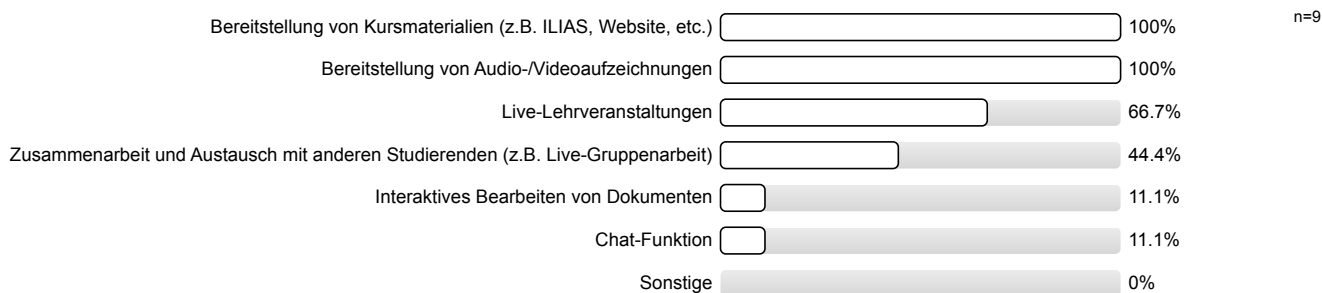 Bereitstellung von Kursmaterialien (z.B. ILIAS, Website, etc.) 100% n=9
Bereitstellung von Audio-/Videoaufzeichnungen 100%
Live-Lehrveranstaltungen 66.7%
Zusammenarbeit und Austausch mit anderen Studierenden (z.B. Live-Gruppenarbeit) 44.4%
Interaktives Bearbeiten von Dokumenten 11.1%
Chat-Funktion 11.1%
Sonstige 0%